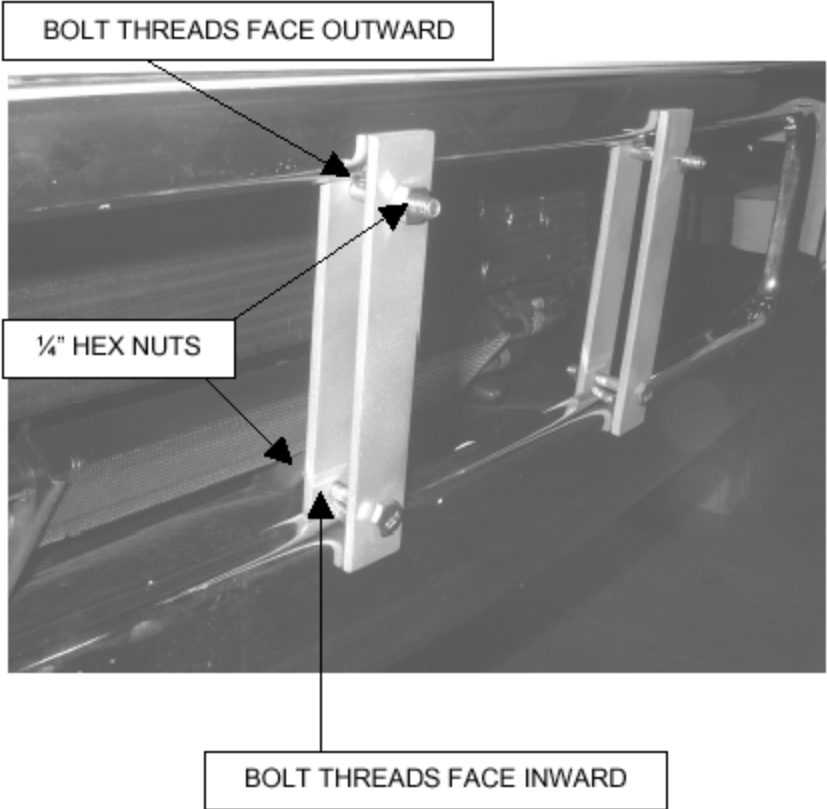 BOLT THREADS FACE OUTWARD
¼" HEX NUTS
BOLT THREADS FACE INWARD